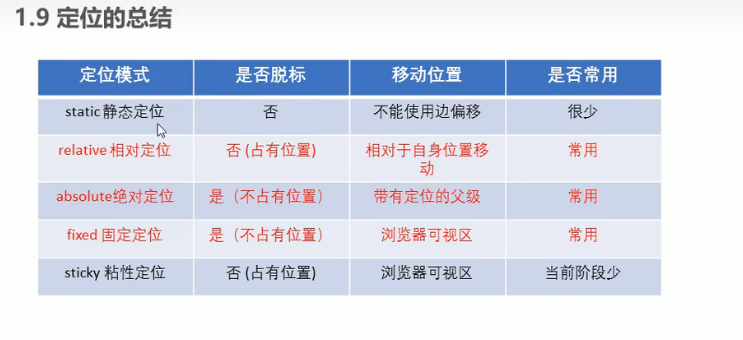 1.9 定位的总结
定位模式 是否脱标 移动位置 是否常用
static 静态定位 否 不能使用边偏移 很少
relative 相对定位 否 (占有位置) 相对于自身位置移
动 常用
absolute绝对定位 是（不占有位置） 带有定位的父级 常用
fixed 固定定位 是（不占有位置） 浏览器可视区 常用
sticky 粘性定位 否 (占有位置) 浏览器可视区 当前阶段少